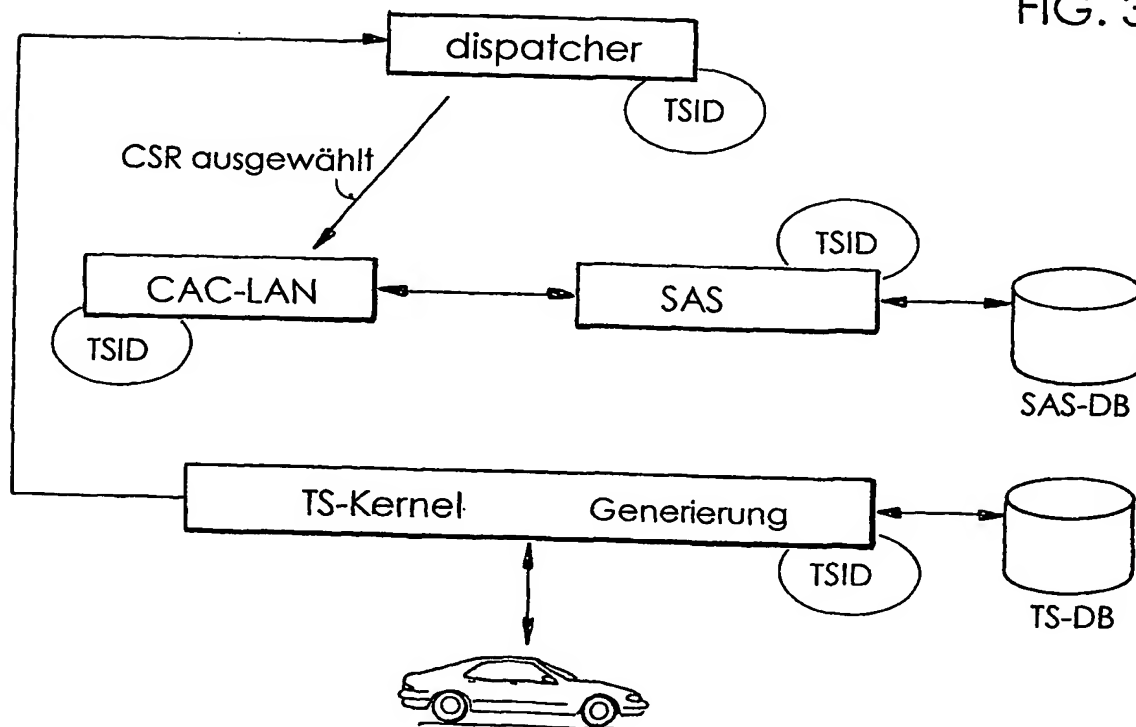 FIG. 3
dispatcher
TSID
CSR ausgewählt
TSID
CAC-LAN
SAS
TSID
SAS-DB
TS-Kernel Generierung
TSID
TS-DB